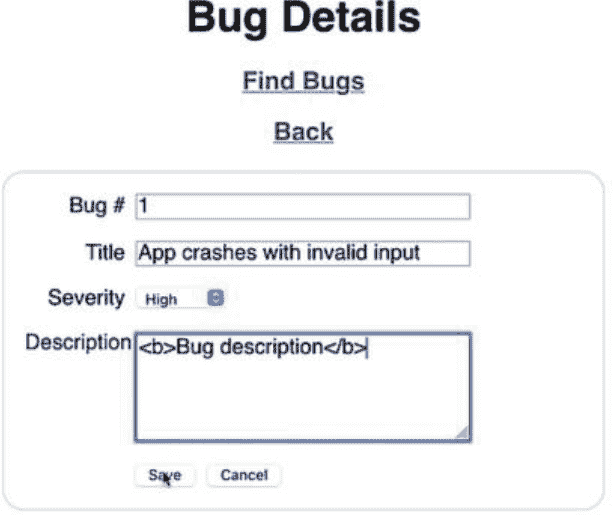 Bug Details
Find Bugs
Back
Bug # 1
Title App crashes with invalid input
Severity High
Description <b>Bug description</b>
Save Cancel